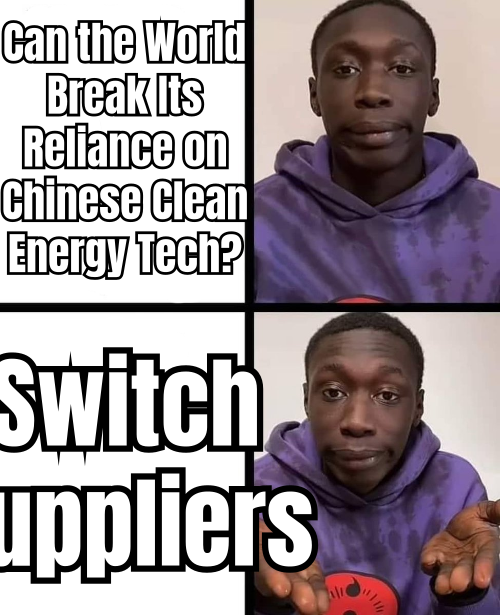 Can the World
Break Its
Reliance on
Chinese Clean
Energy Tech?
Switch
uppliers